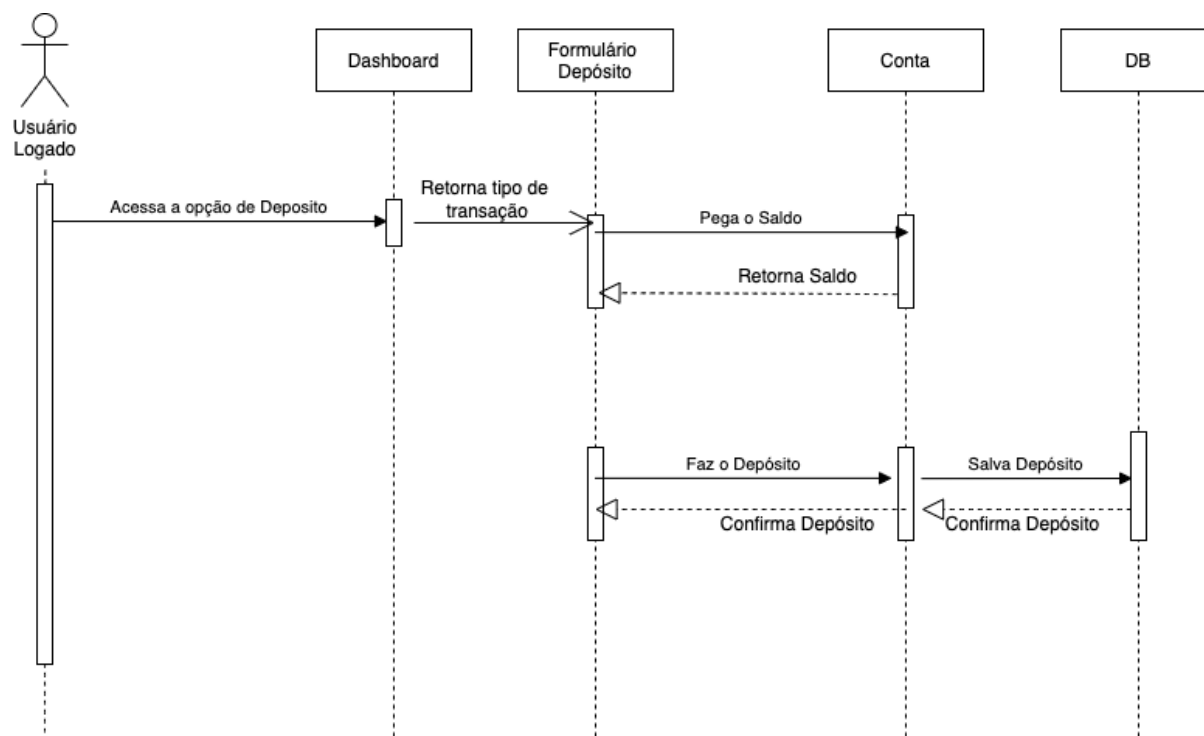 Dashboard
Formulário
Depósito
Conta
DB
Usuário
Logado
Acessa a opção de Deposito
Retorna tipo de
transação
Pega o Saldo
Retorna Saldo
Faz o Depósito
Salva Depósito
Confirma Depósito
Confirma Depósito